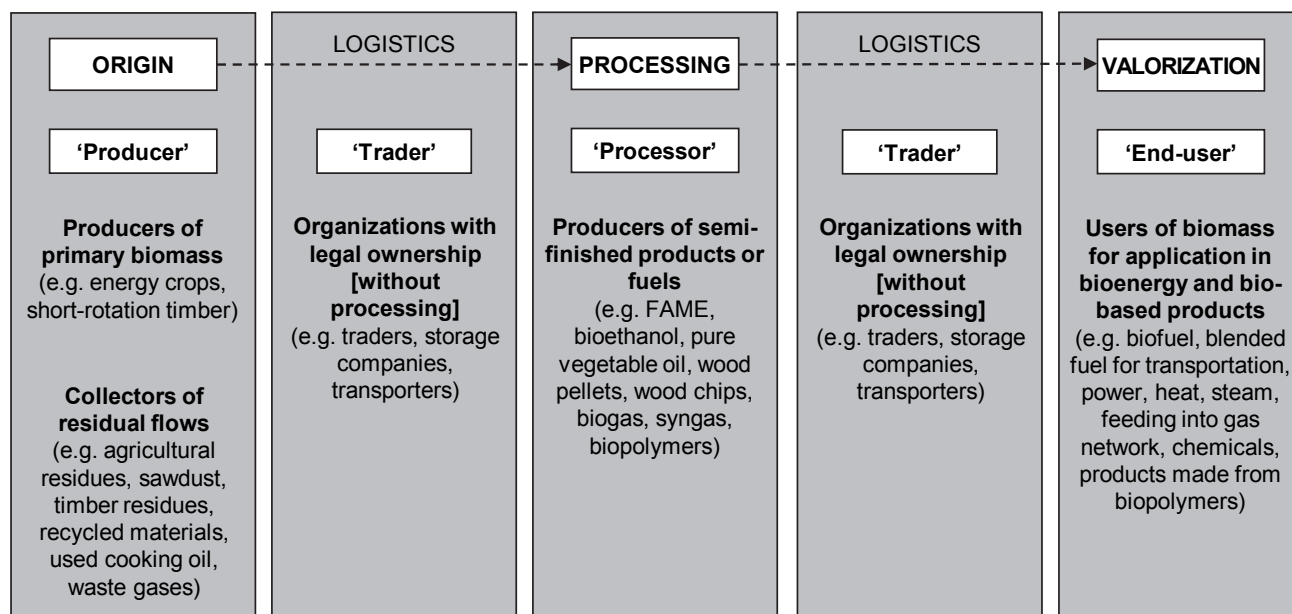 ORIGIN
'Producer'
Producers of
primary biomass
(e.g. energy crops,
short-rotation timber)
Collectors of
residual flows
(e.g. agricultural
residues, sawdust,
timber residues,
recycled materials,
used cooking oil,
waste gases)
LOGISTICS
‘Trader’
Organizations with
legal ownership
[without
processing]
(e.g. traders, storage
companies,
transporters)
PROCESSING
‘Processor’
Producers of semi-
finished products or
fuels
(e.g. FAME,
bioethanol, pure
vegetable oil, wood
pellets, wood chips,
biogas, syngas,
biopolymers)
LOGISTICS
‘Trader’
Organizations with
legal ownership
[without
processing]
(e.g. traders, storage
companies,
transporters)
VALORIZATION
‘End-user’
Users of biomass
for application in
bioenergy and bio-
based products
(e.g. biofuel, blended
fuel for transportation,
power, heat, steam,
feeding into gas
network, chemicals,
products made from
biopolymers)